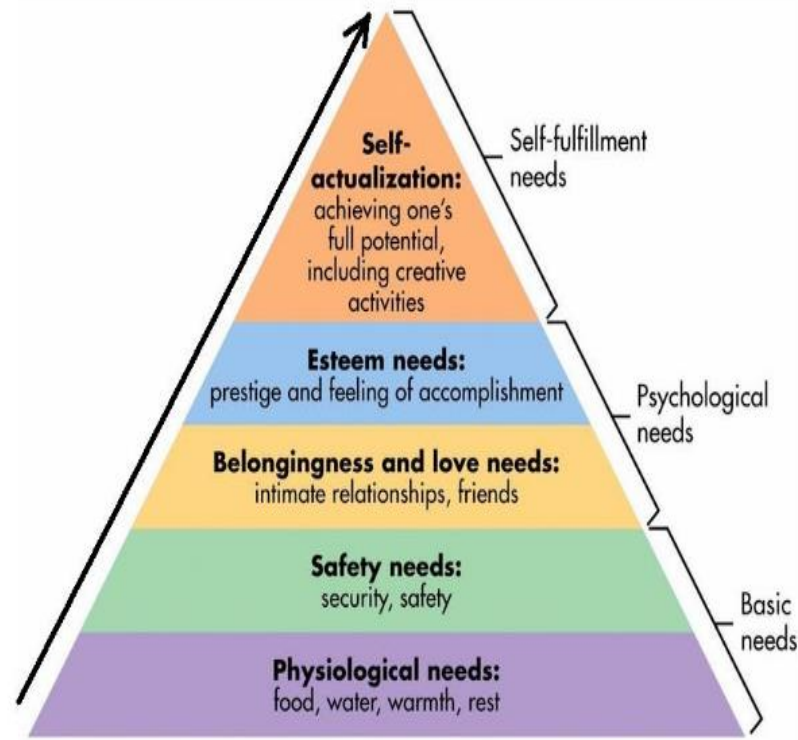 Self-
actualization:
achieving one's
full potential,
including creative
activities
Self-fulfillment
needs
Esteem needs:
prestige and feeling of accomplishment
Psychological
needs
Belongingness and love needs:
intimate relationships, friends
Safety needs:
security, safety
Basic
needs
Physiological needs:
food, water, warmth, rest